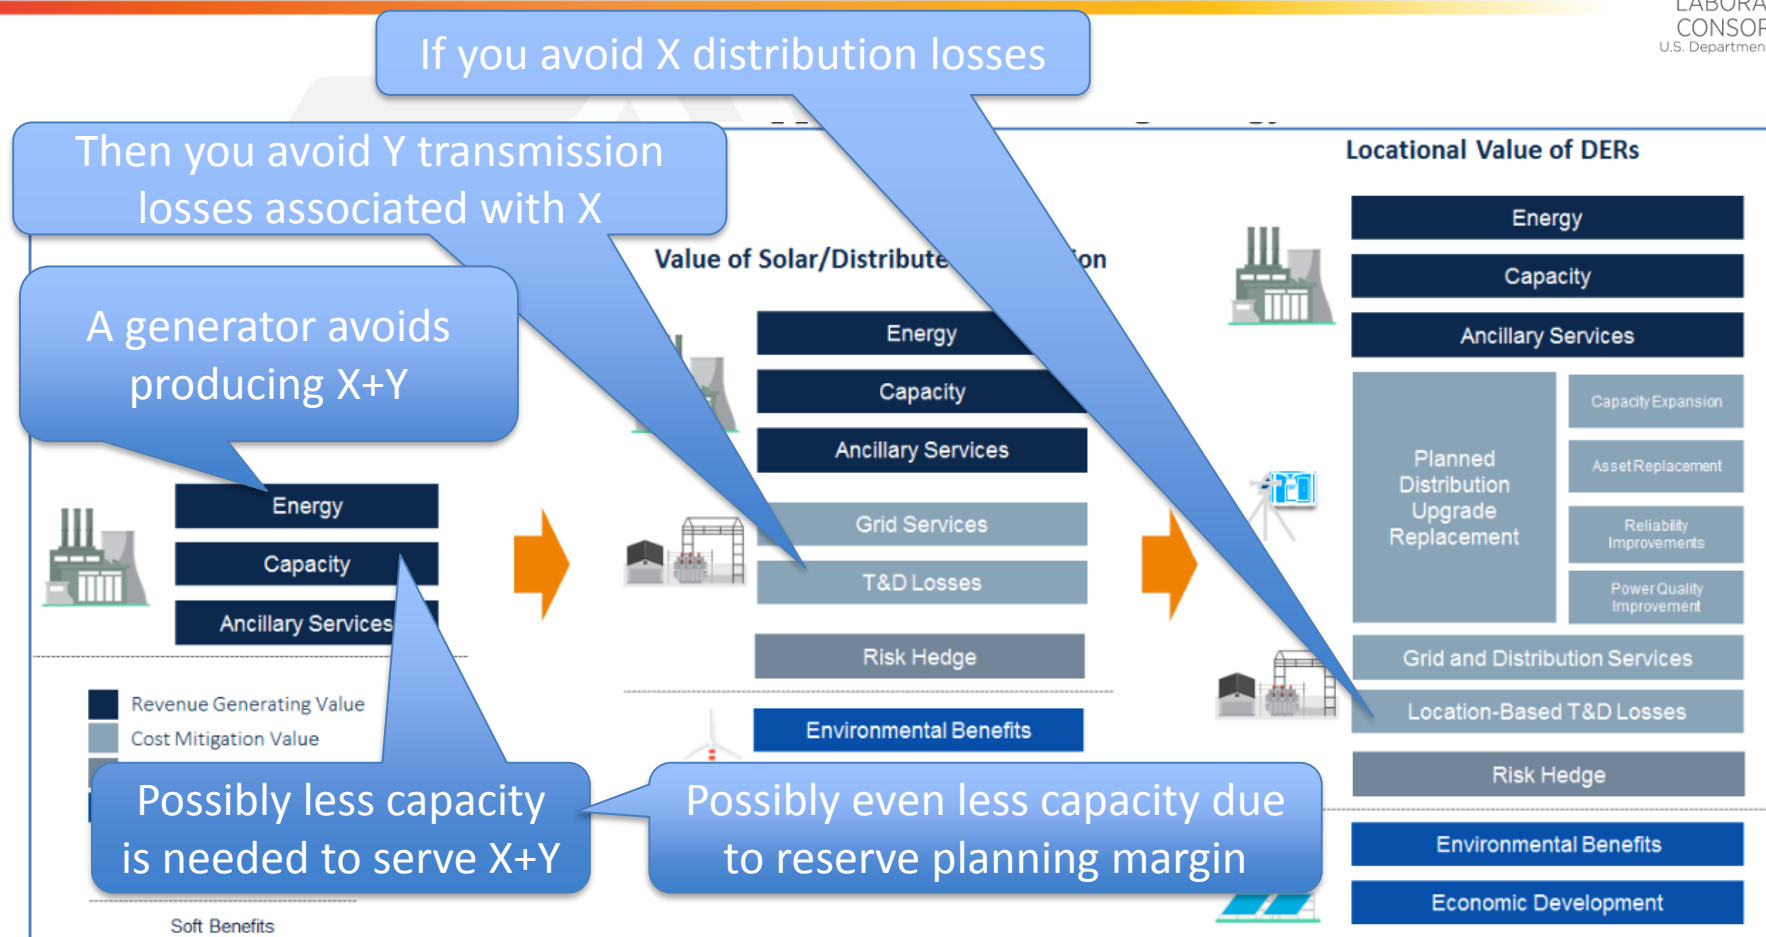 CONSOR
U.S. Departmen
If you avoid X distribution losses
Then you avoid Y transmission
losses associated with X
A generator avoids
producing X+Y
Energy
Capacity
Ancillary Services
Revenue Generating Value
Cost Mitigation Value
Possibly less capacity
is needed to serve X+Y
Soft Benefits
Value of Solar/Distribute
on
Energy
Capacity
Ancillary Services
Grid Services
T&D Losses
Risk Hedge
Environmental Benefits
Possibly even less capacity due
to reserve planning margin
Locational Value of DERs
Energy
Capacity
Ancillary Services
Planned
Distribution
Upgrade
Replacement
Capacity Expansion
Asset Replacement
Reliability
Improvements
Power Quality
Improvement
Grid and Distribution Services
Location-Based T&D Losses
Risk Hedge
Environmental Benefits
Economic Development